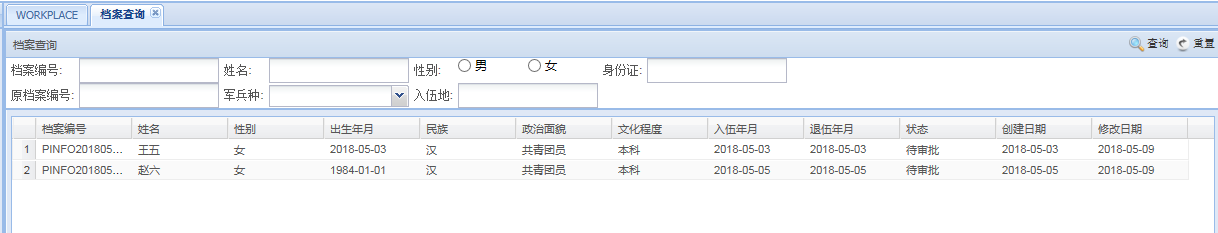 WORKPLACE 档案查询
档案查询 查询 重置
档案编号: 姓名: 性别: 男 女 身份证:
原档案编号: 军兵种: 入伍地:
档案编号 姓名 性别 出生年月 民族 政治面貌 文化程度 入伍年月 退伍年月 状态 创建日期 修改日期
1 PINFO201805... 王五 女 2018-05-03 汉 共青团员 本科 2018-05-03 2018-05-03 待审批 2018-05-03 2018-05-09
2 PINFO201805... 赵六 女 1984-01-01 汉 共青团员 本科 2018-05-05 2018-05-05 待审批 2018-05-05 2018-05-09